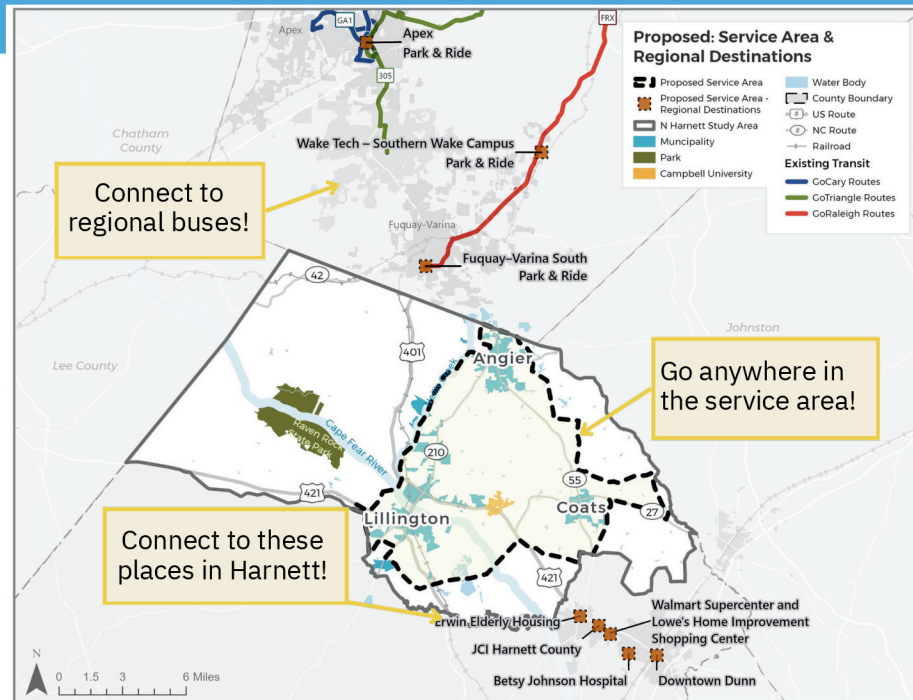 GA1
Apex
Apex
Park & Ride
305
FRX
Chatham
County
Wake Tech – Southern Wake Campus
Park & Ride
Connect to
regional buses!
Fuquay-Varina
Fuquay–Varina South
Park & Ride
Proposed: Service Area &
Regional Destinations
Proposed Service Area
Proposed Service Area -
Regional Destinations
N Harnett Study Area
Muncipality
Park
Campbell University
Water Body
County Boundary
US Route
NC Route
Railroad
Existing Transit
GoCary Routes
GoTriangle Routes
GoRaleigh Routes
42
Johnston
Lee County
401
Angier
Go anywhere in
the service area!
Raven Rock
State Park
Cape Fear River
210
55
421
Lillington
Coats
27
Connect to these
places in Harnett!
421
Erwin Elderly Housing
JCI Harnett County
Walmart Supercenter and
Lowe's Home Improvement
Shopping Center
Betsy Johnson Hospital
Downtown Dunn
N
0 1.5 3 6 Miles